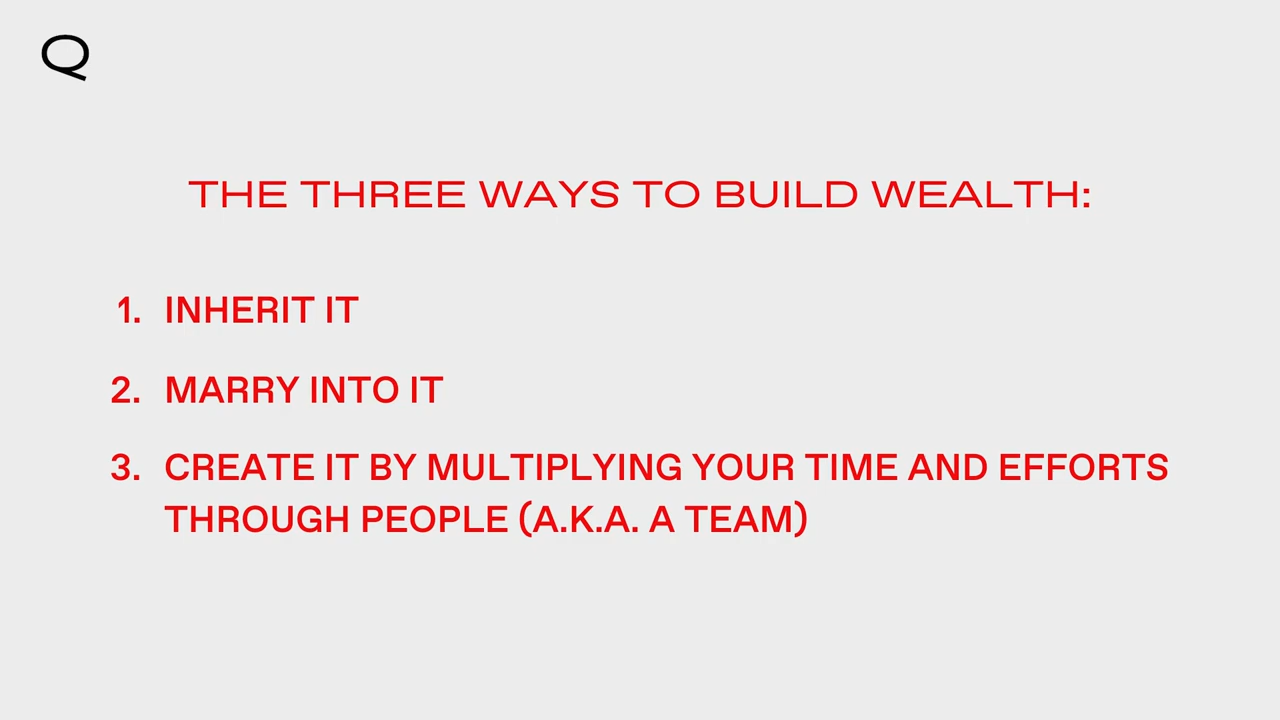 Q
THE THREE WAYS TO BUILD WEALTH:
1. INHERIT IT
2. MARRY INTO IT
3. CREATE IT BY MULTIPLYING YOUR TIME AND EFFORTS
THROUGH PEOPLE (A.K.A. A TEAM)